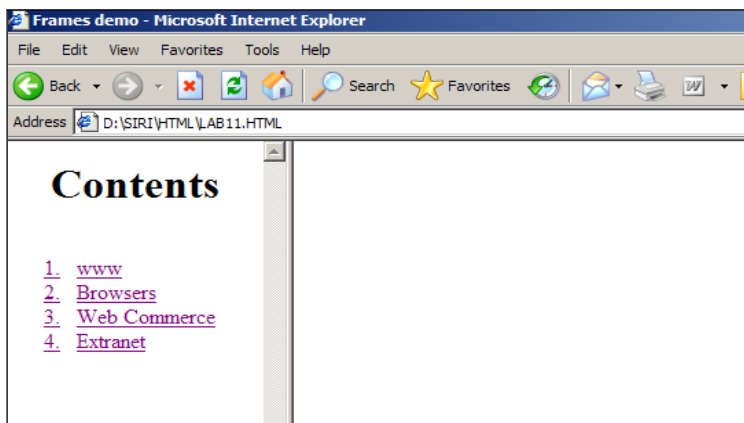 Frames demo - Microsoft Internet Explorer
File Edit View Favorites Tools Help
Back Search Favorites W
Address D:\SIRI\HTML\LAB11.HTML
Contents
1. www
2. Browsers
3. Web Commerce
4. Extranet